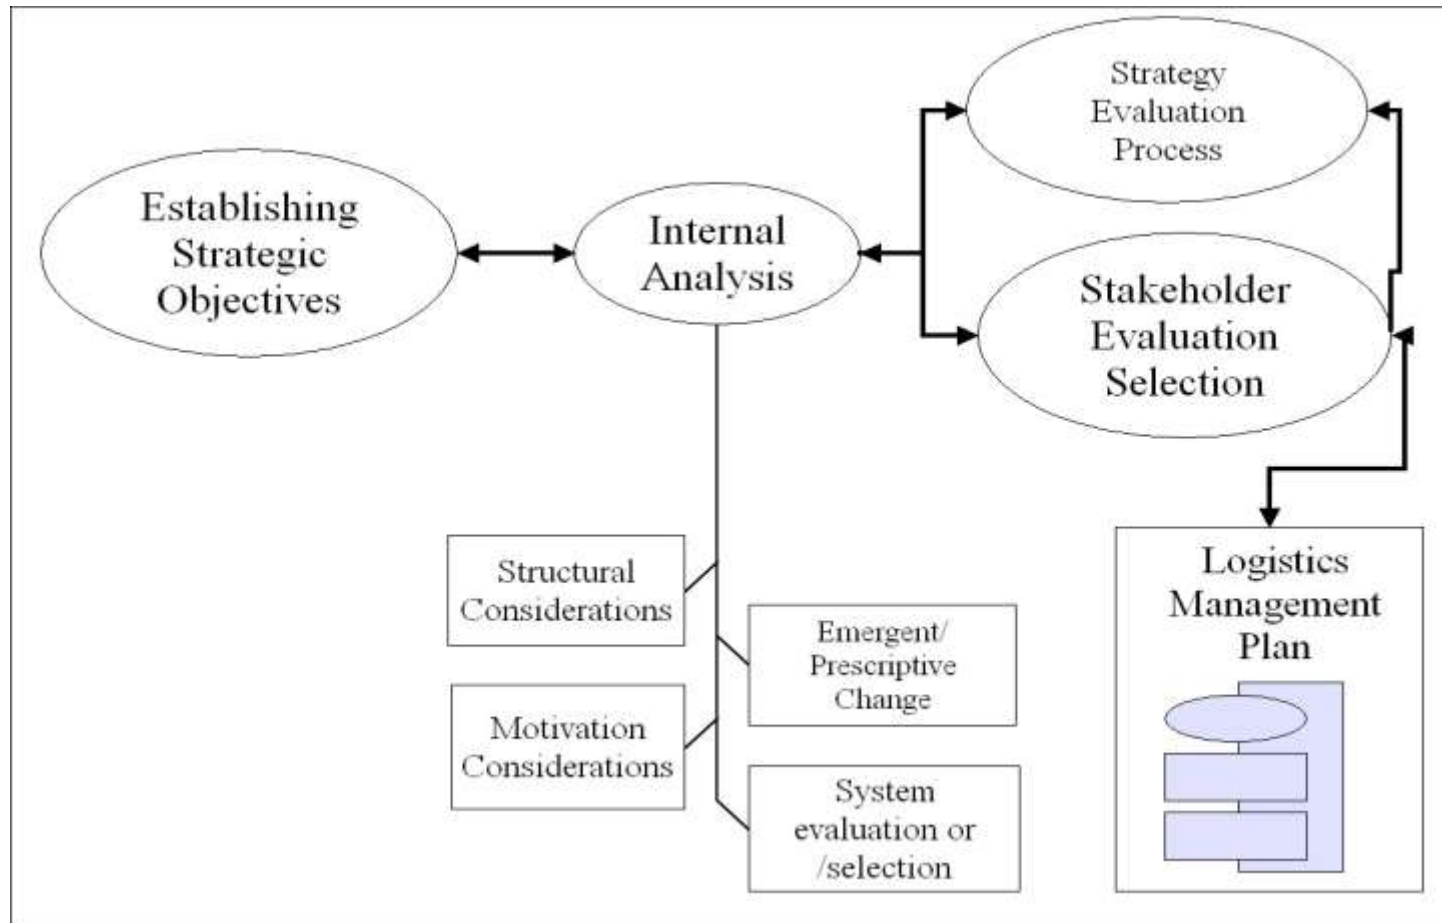 Establishing
Strategic
Objectives
Internal
Analysis
Strategy
Evaluation
Process
Stakeholder
Evaluation
Selection
Structural
Considerations
Emergent/
Prescriptive
Change
Motivation
Considerations
System
evaluation or
/selection
Logistics
Management
Plan